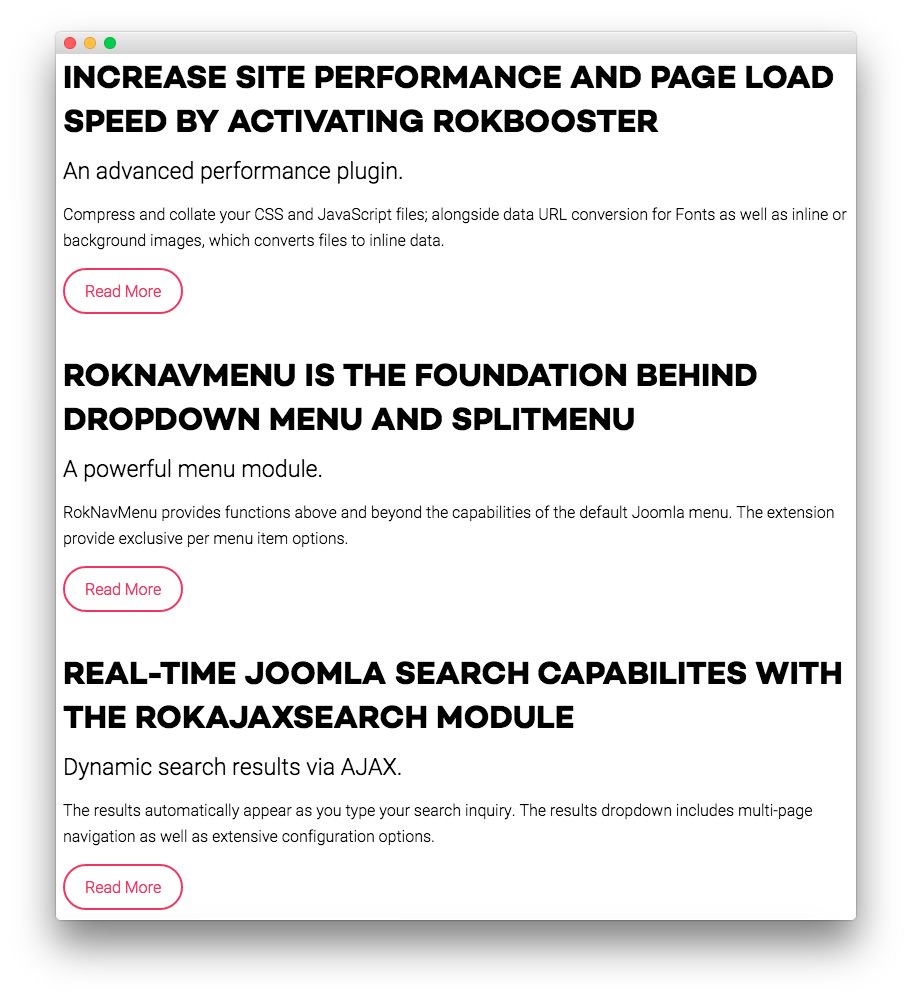 INCREASE SITE PERFORMANCE AND PAGE LOAD
SPEED BY ACTIVATING ROKBOOSTER
An advanced performance plugin.
Compress and collate your CSS and JavaScript files; alongside data URL conversion for Fonts as well as inline or
background images, which converts files to inline data.
Read More
ROKNAVMENU IS THE FOUNDATION BEHIND
DROPDOWN MENU AND SPLITMENU
A powerful menu module.
RokNavMenu provides functions above and beyond the capabilities of the default Joomla menu. The extension
provide exclusive per menu item options.
Read More
REAL-TIME JOOMLA SEARCH CAPABILITES WITH
THE ROKAJAXSEARCH MODULE
Dynamic search results via AJAX.
The results automatically appear as you type your search inquiry. The results dropdown includes multi-page
navigation as well as extensive configuration options.
Read More